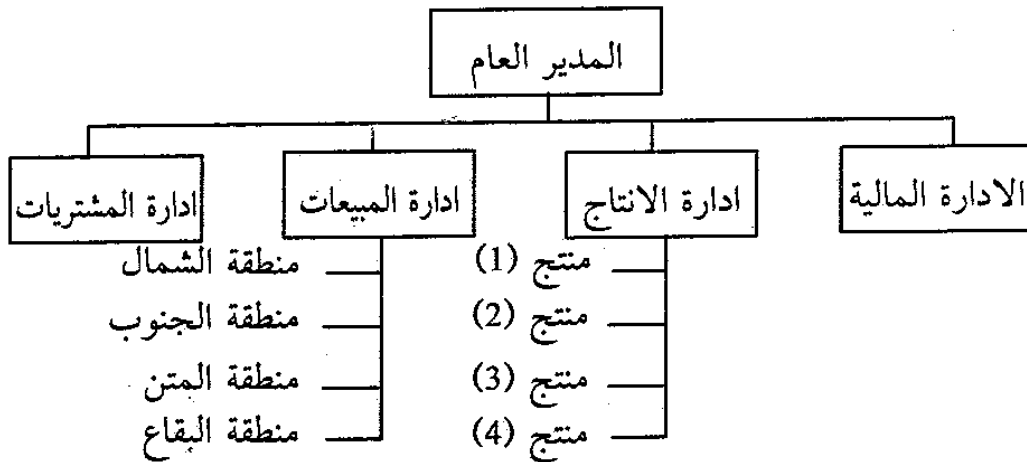 المدير العام
الادارة المالية
ادارة الانتاج
ادارة المبيعات
ادارة المشتريات
منتج (1)
منتج (2)
منتج (3)
منتج (4)
منطقة الشمال
منطقة الجنوب
منطقة المتن
منطقة البقاع